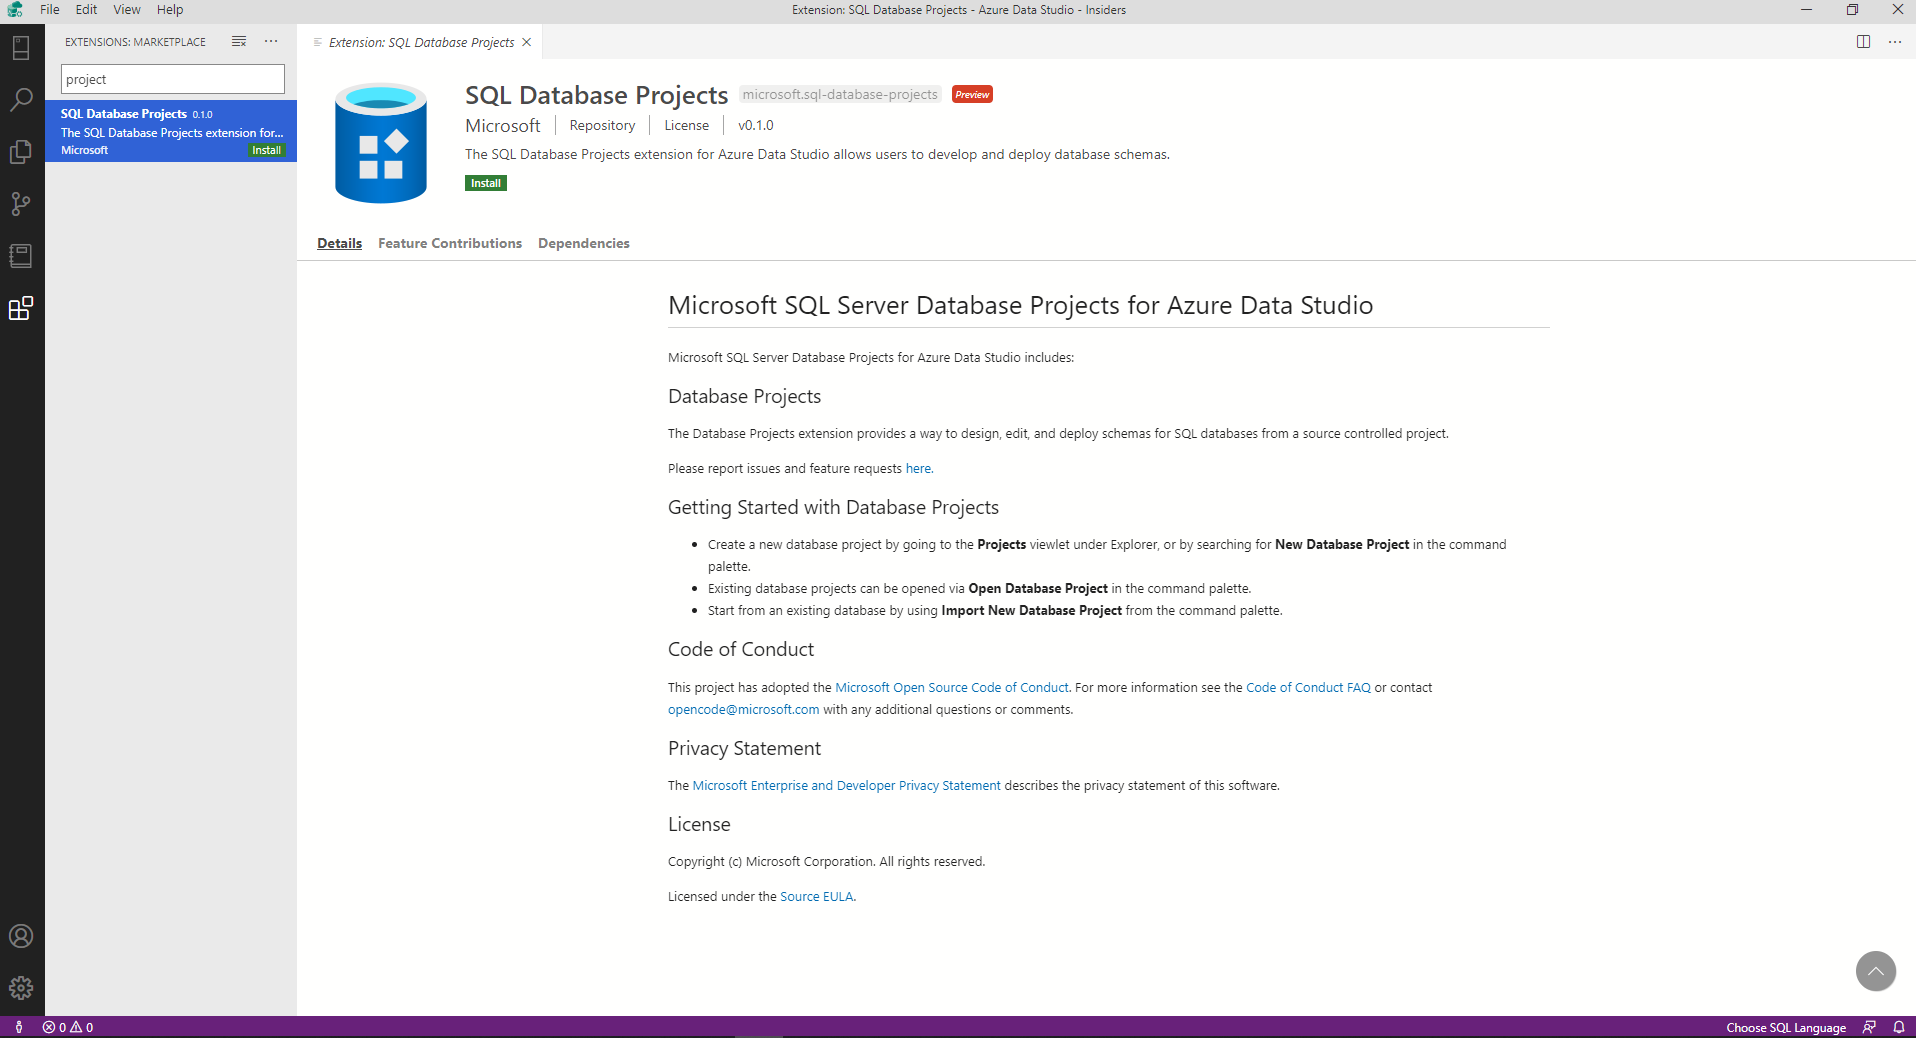 File Edit View Help
Extension: SQL Database Projects - Azure Data Studio - Insiders
EXTENSIONS: MARKETPLACE
project
SQL Database Projects 0.1.0
The SQL Database Projects extension for...
Microsoft
Install
Extension: SQL Database Projects
SQL Database Projects microsoft.sql-database-projects Preview
Microsoft Repository License v0.1.0
The SQL Database Projects extension for Azure Data Studio allows users to develop and deploy database schemas.
Install
Details Feature Contributions Dependencies
Microsoft SQL Server Database Projects for Azure Data Studio
Microsoft SQL Server Database Projects for Azure Data Studio includes:
Database Projects
The Database Projects extension provides a way to design, edit, and deploy schemas for SQL databases from a source controlled project.
Please report issues and feature requests here.
Getting Started with Database Projects
• Create a new database project by going to the Projects viewlet under Explorer, or by searching for New Database Project in the command
palette.
• Existing database projects can be opened via Open Database Project in the command palette.
• Start from an existing database by using Import New Database Project from the command palette.
Code of Conduct
This project has adopted the Microsoft Open Source Code of Conduct. For more information see the Code of Conduct FAQ or contact
opencode@microsoft.com with any additional questions or comments.
Privacy Statement
The Microsoft Enterprise and Developer Privacy Statement describes the privacy statement of this software.
License
Copyright (c) Microsoft Corporation. All rights reserved.
Licensed under the Source EULA.
0 0
Choose SQL Language